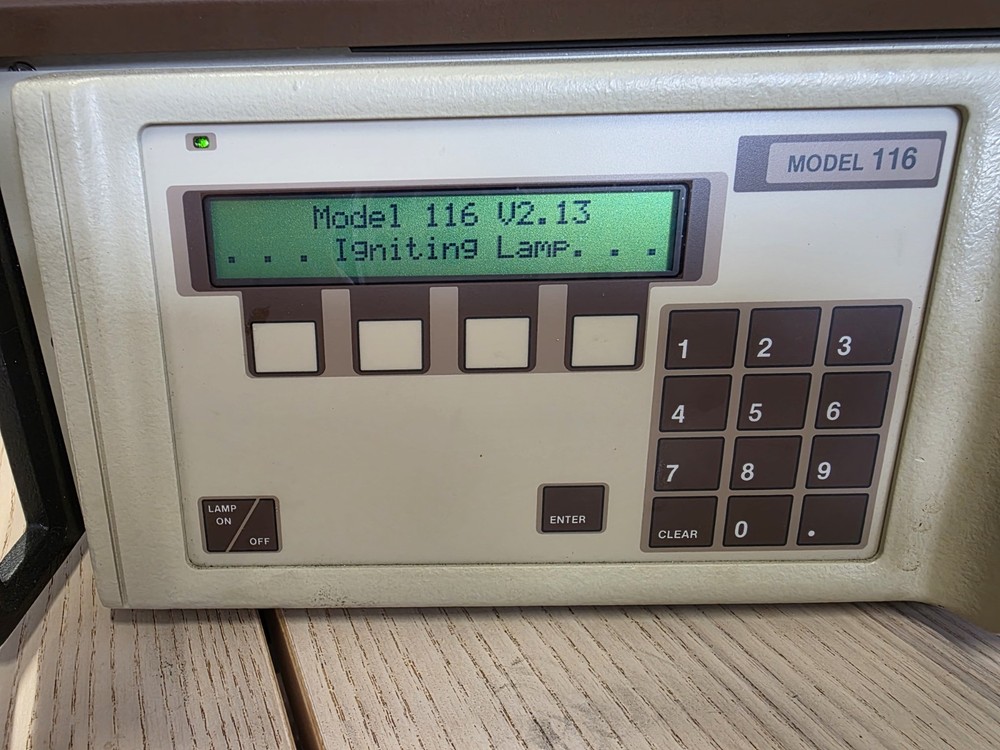 MODEL 116
Model 116 V2.13
. . . Igniting Lamp. . .
1 2 3
4 5 6
7 8 9
CLEAR 0 .
LAMP
ON
OFF
ENTER